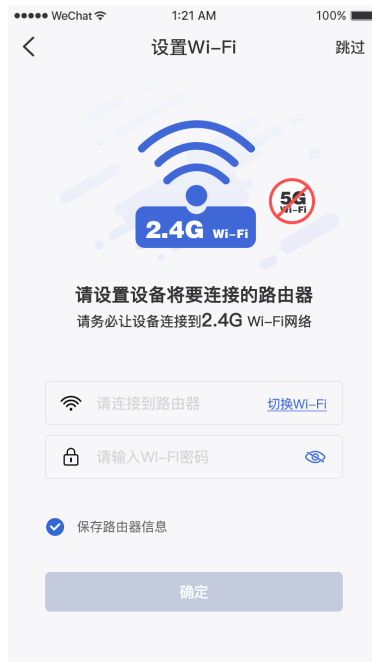 ●●●●● WeChat 1:21 AM 100%
设置Wi-Fi 跳过
5G
Wi-Fi
2.4G Wi-Fi
请设置设备将要连接的路由器
请务必让设备连接到2.4G Wi-Fi网络
请连接到路由器 切换Wi-Fi
请输入WI-FI密码
保存路由器信息
确定